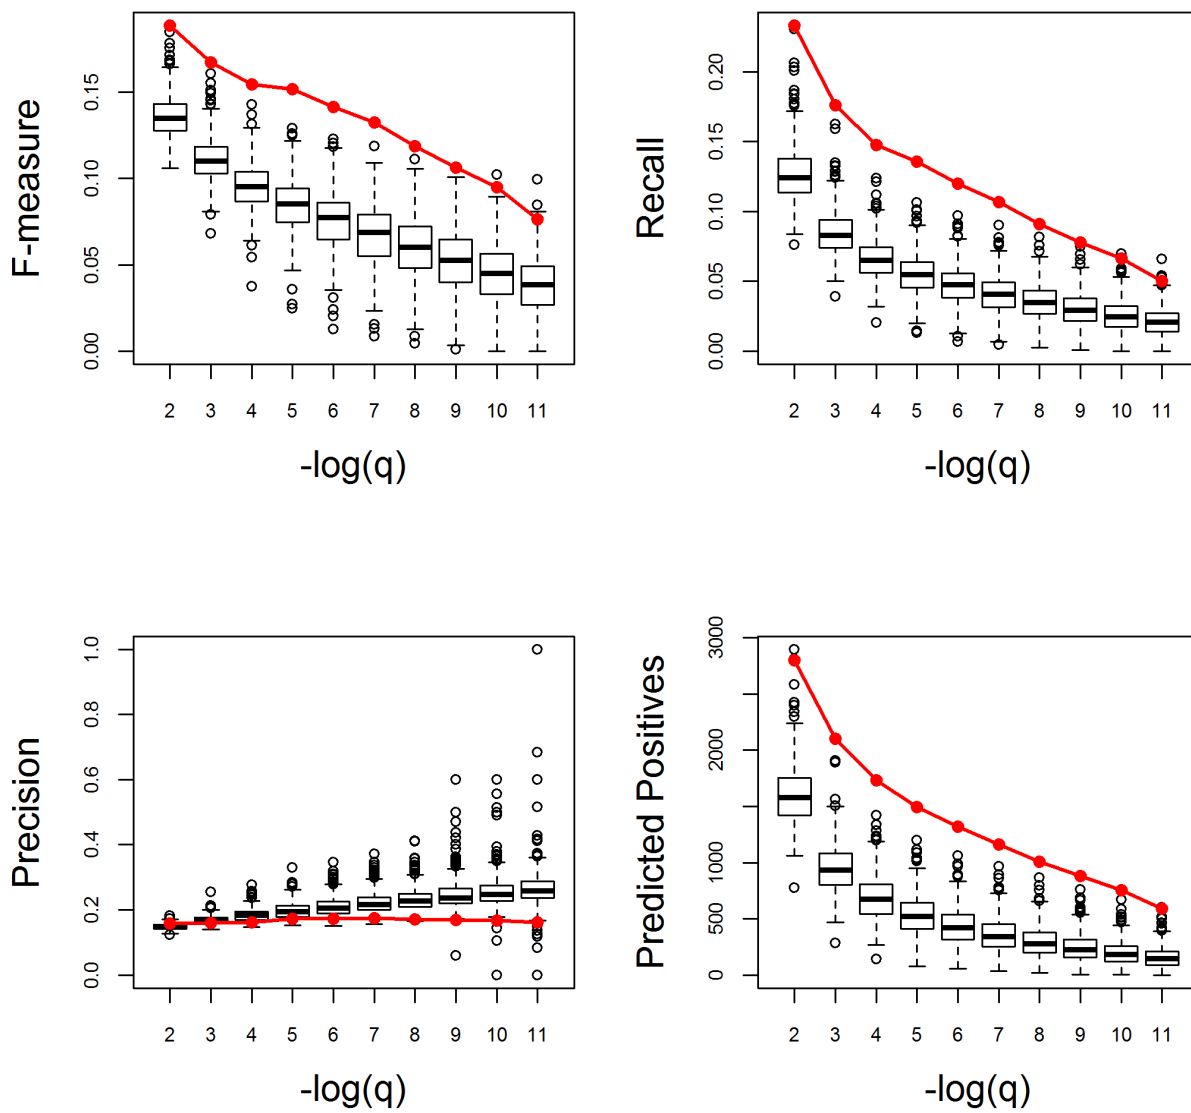 F-measure
0.00 0.05 0.10 0.15
2 3 4 5 6 7 8 9 10 11
-log(q)
Recall
0.00 0.05 0.10 0.15 0.20
2 3 4 5 6 7 8 9 10 11
-log(q)
Precision
0.0 0.2 0.4 0.6 0.8 1.0
2 3 4 5 6 7 8 9 10 11
-log(q)
Predicted Positives
0 500 1000 2000 3000
2 3 4 5 6 7 8 9 10 11
-log(q)